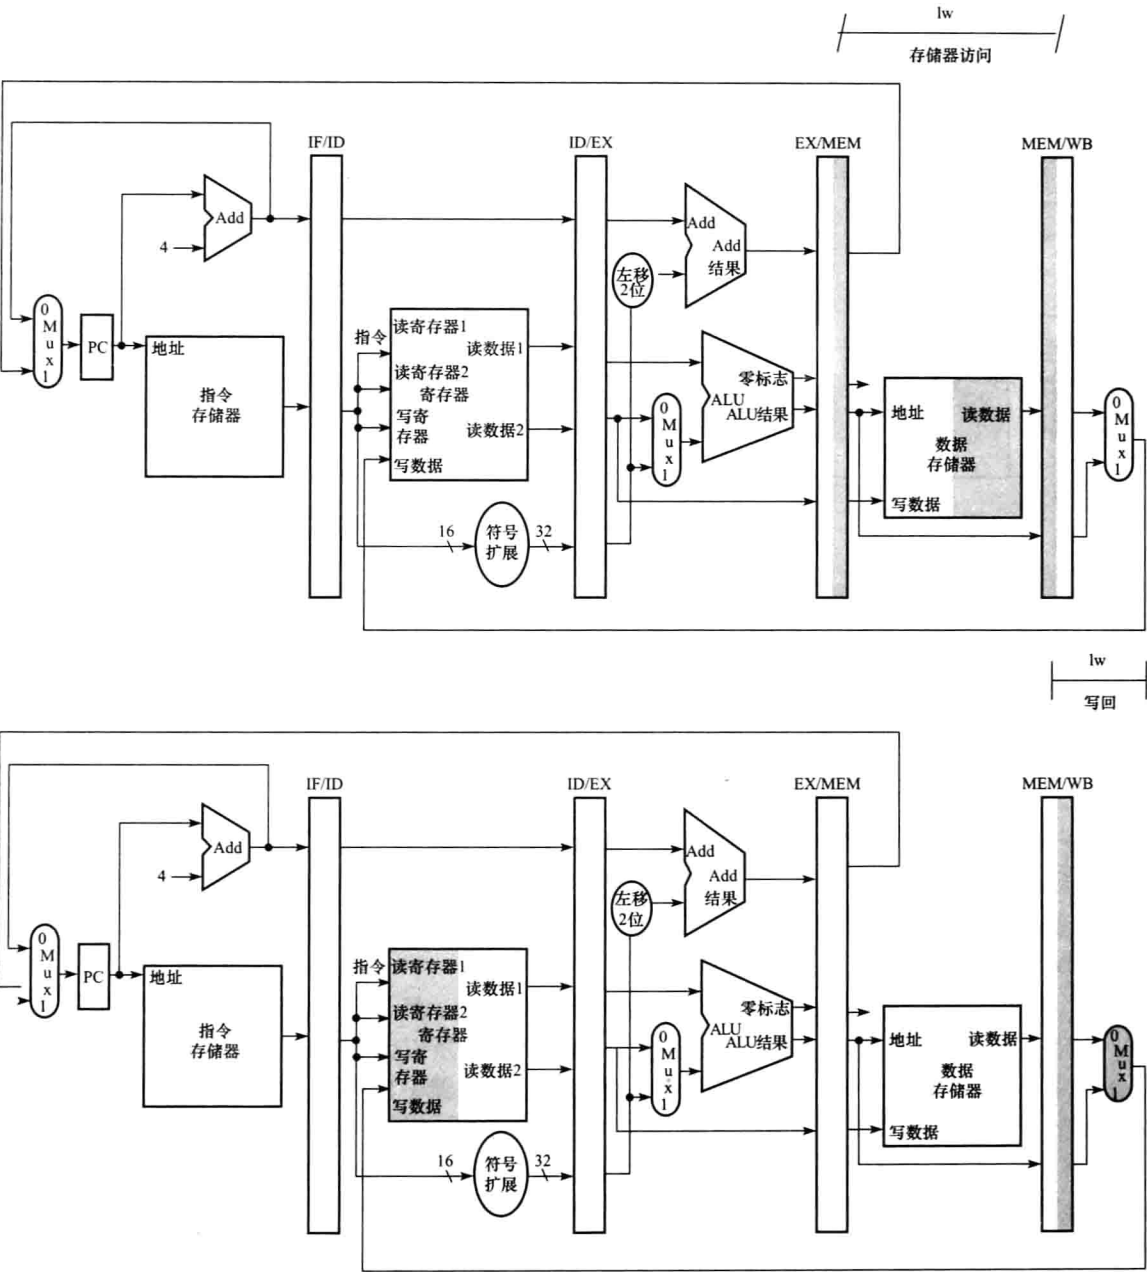 lw
存储器访问
IF/ID
ID/EX
EX/MEM
MEM/WB
Add
4
Add
Add
结果
左移
2位
0
M
u
x
1
PC
地址
指令
存储器
指令
读寄存器1
读数据1
读寄存器2
寄存器
写寄
存器
读数据2
写数据
0
M
u
x
1
零标志
ALU
ALU结果
地址
读数据
数据
存储器
写数据
0
M
u
x
1
16
符号
扩展
32
lw
写回
IF/ID
ID/EX
EX/MEM
MEM/WB
Add
4
Add
Add
结果
左移
2位
0
M
u
x
1
PC
地址
指令
存储器
指令
读寄存器1
读数据1
读寄存器2
寄存器
写寄
存器
读数据2
写数据
0
M
u
x
1
零标志
ALU
ALU结果
地址
读数据
数据
存储器
写数据
0
M
u
x
1
16
符号
扩展
32